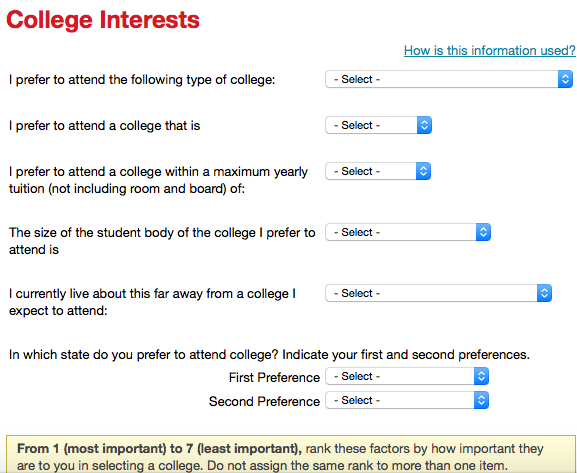 College Interests
How is this information used?
I prefer to attend the following type of college: - Select -
I prefer to attend a college that is - Select -
I prefer to attend a college within a maximum yearly - Select -
tuition (not including room and board) of:
The size of the student body of the college I prefer to - Select -
attend is
I currently live about this far away from a college I - Select -
expect to attend:
In which state do you prefer to attend college? Indicate your first and second preferences.
First Preference - Select -
Second Preference - Select -
From 1 (most important) to 7 (least important), rank these factors by how important they
are to you in selecting a college. Do not assign the same rank to more than one item.